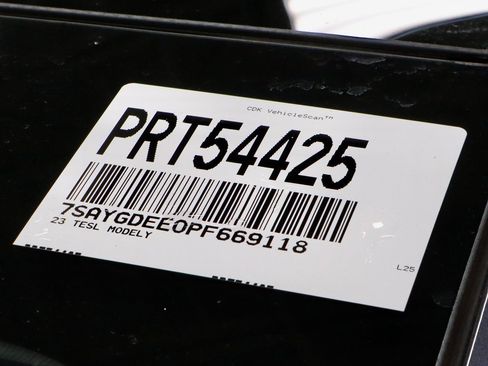 CDK VehicleScan™
PRT54425
7SAYGDEE0PF669118
23 TESL MODELY
L25